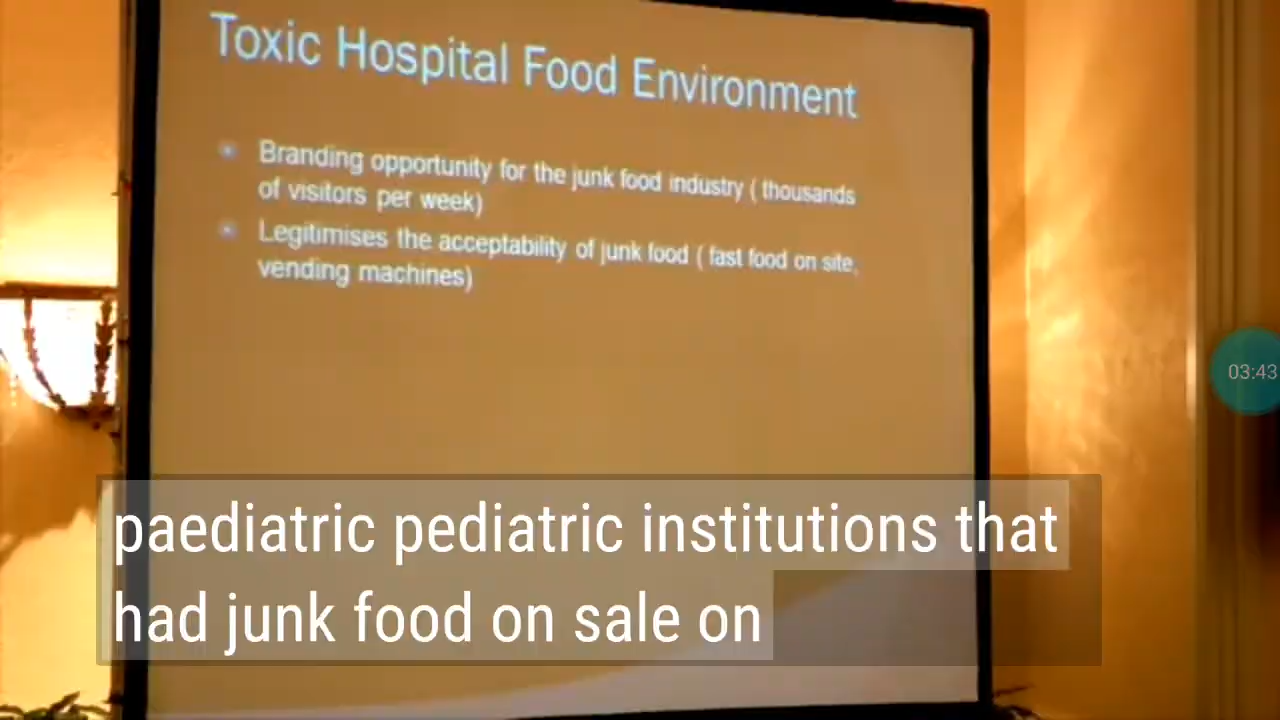 Toxic Hospital Food Environment
Branding opportunity for the junk food industry ( thousands
of visitors per week)
Legitimises the acceptability of junk food ( fast food on site,
vending machines)
03:43
paediatric pediatric institutions that
had junk food on sale on